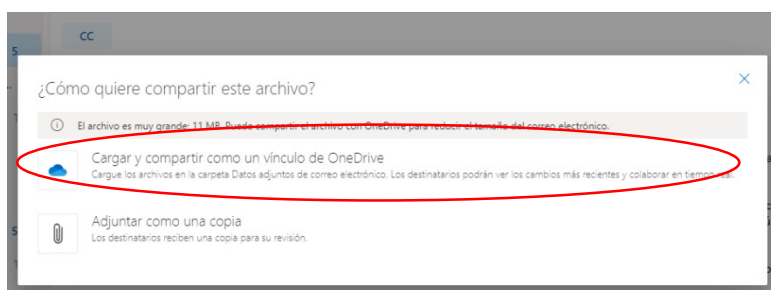 CC
5
¿Cómo quiere compartir este archivo?
El archivo es muy grande: 11 MB. Puede compartir el archivo con OneDrive para reducir el tamaño del correo electrónico.
Cargar y compartir como un vínculo de OneDrive
Cargue los archivos en la carpeta Datos adjuntos de correo electrónico. Los destinatarios podrán ver los cambios más recientes y colaborar en tiempo real.
Adjuntar como una copia
5
Los destinatarios reciben una copia para su revisión.